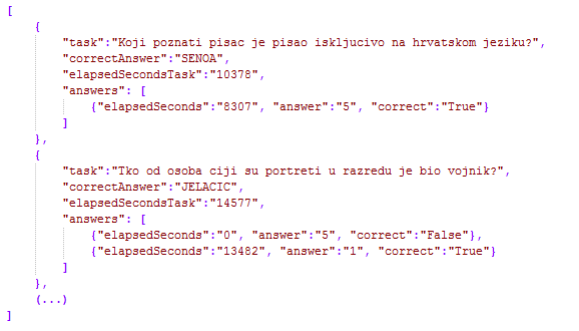 [
{
"task":"Koji poznati pisac je pisao iskljucivo na hrvatskom jeziku?",
"correctAnswer":"SENOA",
"elapsedSecondsTask":"10378",
"answers": [
{"elapsedSeconds":"8307", "answer":"5", "correct":"True"}
]
},
{
"task":"Tko od osoba ciji su portreti u razredu je bio vojnik?",
"correctAnswer":"JELACIC",
"elapsedSecondsTask":"14577",
"answers": [
{"elapsedSeconds":"0", "answer":"5", "correct":"False"},
{"elapsedSeconds":"13482", "answer":"1", "correct":"True"}
]
},
(...)
]